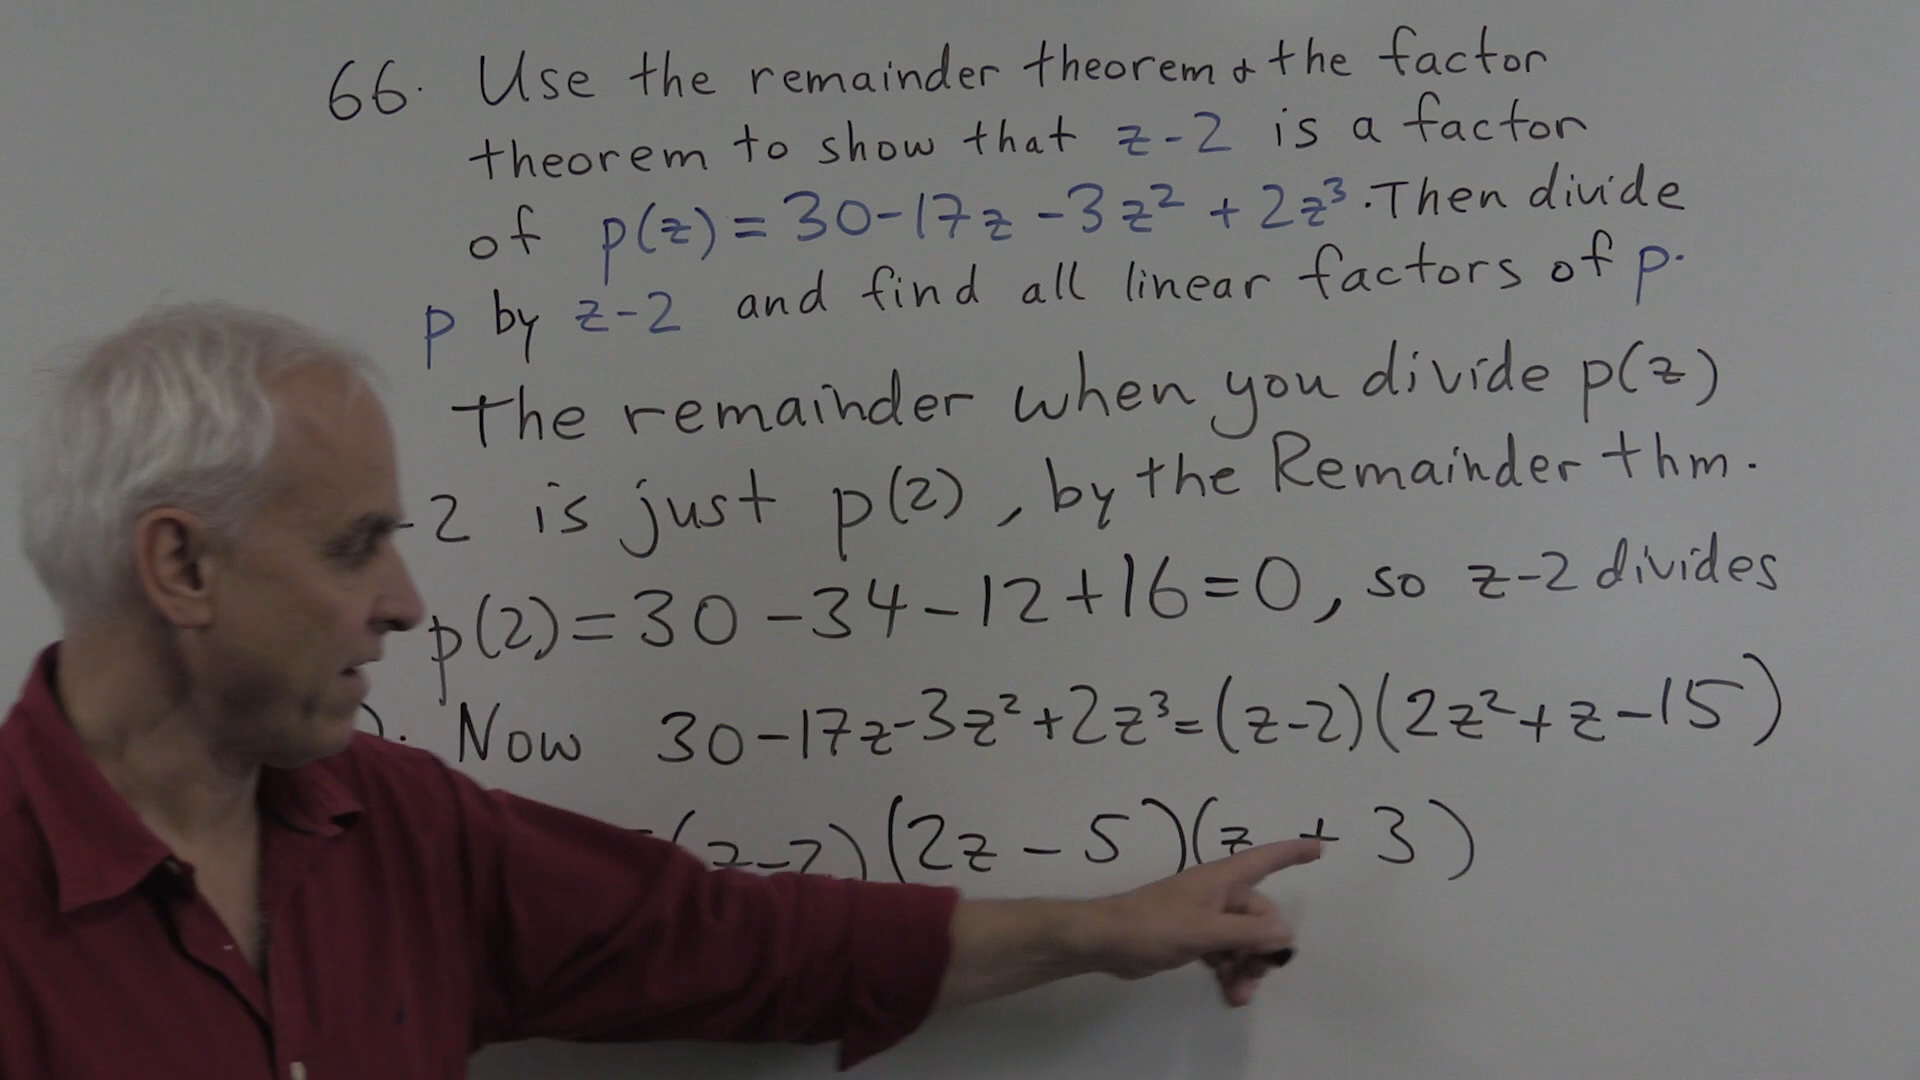 66. Use the remainder theorem & the factor
theorem to show that z-2 is a factor
of p(z) = 30-17z-3z²+2z³. Then divide
p by z-2 and find all linear factors of p.
The remainder when you divide p(z)
-2 is just p(2), by the Remainder thm.
p(2)=30-34-12+16=0, so z-2 divides
). Now 30-17z-3z²+2z³=(z-2)(2z²+z-15)
=(z-2)(2z-5)(z+3)